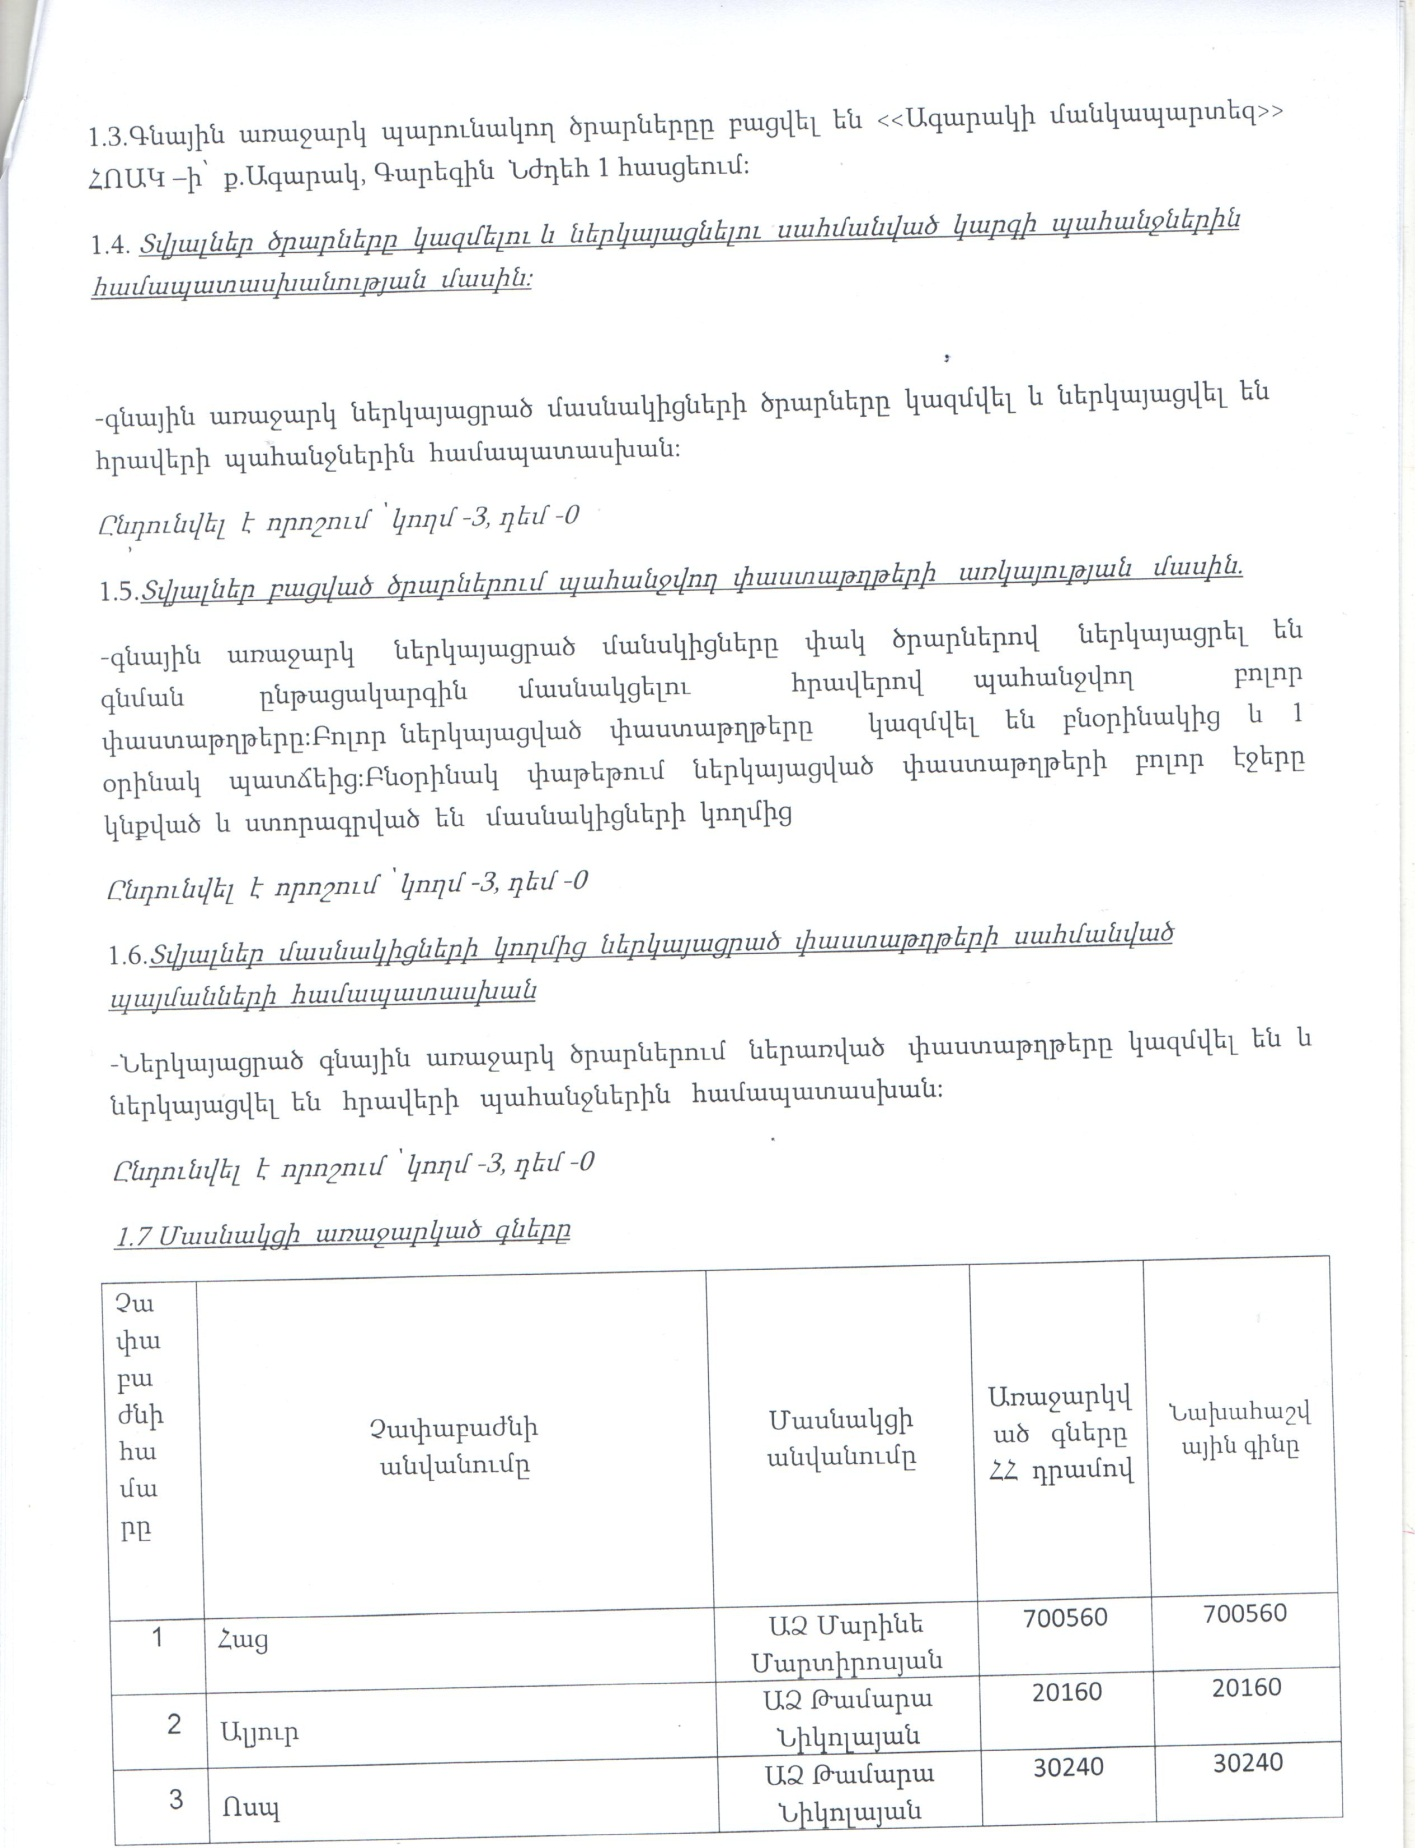 1.3.Գնային առաջարկ պարունակող ծրարներըը բացվել են <<Ագարակի մանկապարտեզ>>
ՀՈԱԿ –ի՝ ք.Ագարակ, Գարեգին Նժդեհ 1 հասցեում:
1.4. Տվյալներ ծրարները կազմելու և ներկայացնելու սահմանված կարգի պահանջներին
համապատասխանության մասին:
-գնային առաջարկ ներկայացրած մասնակիցների ծրարները կազմվել և ներկայացվել են
հրավերի պահանջներին համապատասխան:
Ընդունվել է որոշում ՝կողմ -3, դեմ -0
1.5.Տվյալներ բացված ծրարներում պահանջվող փաստաթղթերի առկայության մասին.
-գնային առաջարկ ներկայացրած մանսկիցները փակ ծրարներով ներկայացրել են
գնման ընթացակարգին մասնակցելու հրավերով պահանջվող բոլոր
փաստաթղթերը:Բոլոր ներկայացված փաստաթղթերը կազմվել են բնօրինակից և 1
օրինակ պատճեից:Բնօրինակ փաթեթում ներկայացված փաստաթղթերի բոլոր էջերը
կնքված և ստորագրված են մասնակիցների կողմից
Ընդունվել է որոշում ՝կողմ -3, դեմ -0
1.6.Տվյալներ մասնակիցների կողմից ներկայացրած փաստաթղթերի սահմանված
պայմանների համապատասխան
-Ներկայացրած գնային առաջարկ ծրարներում ներառված փաստաթղթերը կազմվել են և
ներկայացվել են հրավերի պահանջներին համապատասխան:
Ընդունվել է որոշում ՝կողմ -3, դեմ -0
1.7 Մասնակցի առաջարկած գները
Չա
փա
բա
ժնի
հա
մա
րը
Չափաբաժնի
անվանումը
Մասնակցի
անվանումը
Առաջարկվ
ած գները
ՀՀ դրամով
Նախահաշվ
ային գինը
1 Հաց ԱՁ Մարինե 700560 700560
Մարտիրոսյան
2 Ալյուր ԱՁ Թամարա 20160 20160
Նիկոլայան
3 Ոսպ ԱՁ Թամարա 30240 30240
Նիկոլայան